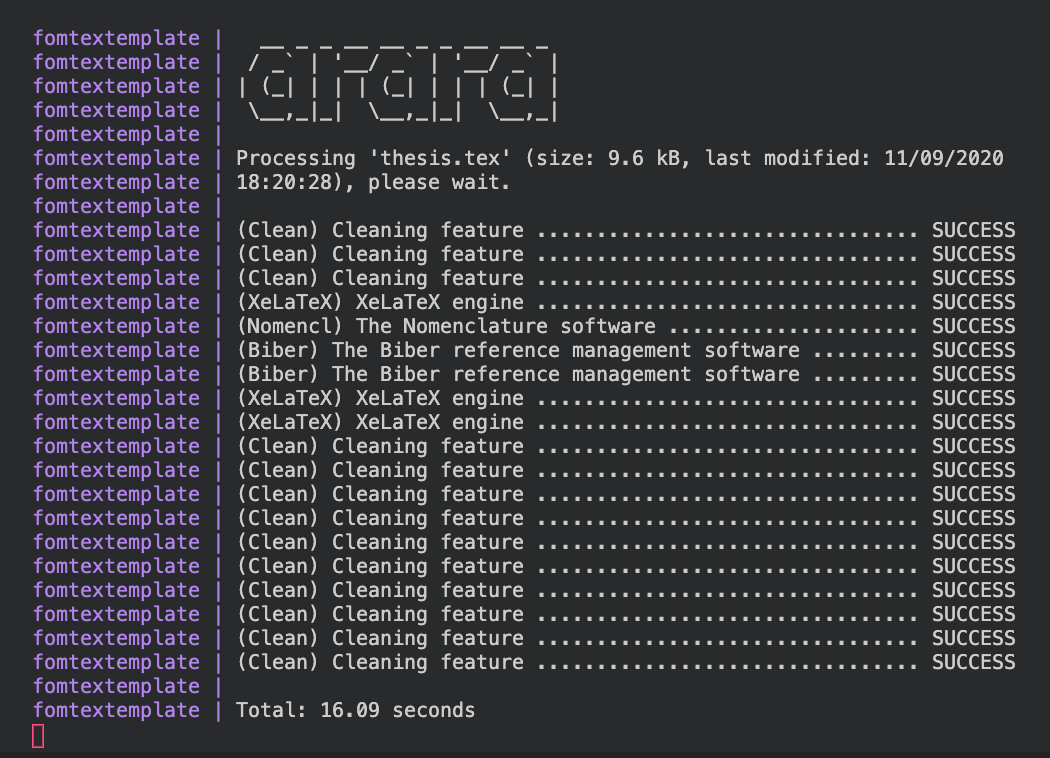 fomtextemplate |   __ _ _ __ __ _ _ __ __ _
fomtextemplate |  / _` | '__/ _` | '__/ _` |
fomtextemplate | | (_| | | | (_| | | | (_| |
fomtextemplate |  \__,_|_|  \__,_|_|  \__,_|
fomtextemplate |
fomtextemplate | Processing 'thesis.tex' (size: 9.6 kB, last modified: 11/09/2020
fomtextemplate | 18:20:28), please wait.
fomtextemplate |
fomtextemplate | (Clean) Cleaning feature ................................ SUCCESS
fomtextemplate | (Clean) Cleaning feature ................................ SUCCESS
fomtextemplate | (Clean) Cleaning feature ................................ SUCCESS
fomtextemplate | (XeLaTeX) XeLaTeX engine ................................ SUCCESS
fomtextemplate | (Nomencl) The Nomenclature software ..................... SUCCESS
fomtextemplate | (Biber) The Biber reference management software ......... SUCCESS
fomtextemplate | (Biber) The Biber reference management software ......... SUCCESS
fomtextemplate | (XeLaTeX) XeLaTeX engine ................................ SUCCESS
fomtextemplate | (XeLaTeX) XeLaTeX engine ................................ SUCCESS
fomtextemplate | (Clean) Cleaning feature ................................ SUCCESS
fomtextemplate | (Clean) Cleaning feature ................................ SUCCESS
fomtextemplate | (Clean) Cleaning feature ................................ SUCCESS
fomtextemplate | (Clean) Cleaning feature ................................ SUCCESS
fomtextemplate | (Clean) Cleaning feature ................................ SUCCESS
fomtextemplate | (Clean) Cleaning feature ................................ SUCCESS
fomtextemplate | (Clean) Cleaning feature ................................ SUCCESS
fomtextemplate | (Clean) Cleaning feature ................................ SUCCESS
fomtextemplate | (Clean) Cleaning feature ................................ SUCCESS
fomtextemplate | (Clean) Cleaning feature ................................ SUCCESS
fomtextemplate |
fomtextemplate | Total: 16.09 seconds